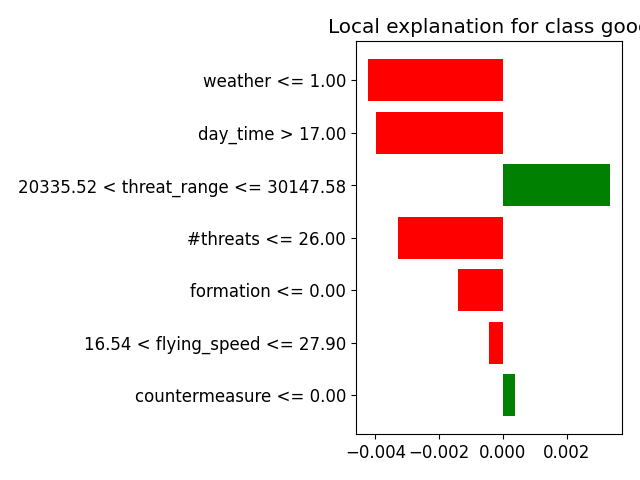 Local explanation for class good
weather <= 1.00
day_time > 17.00
20335.52 < threat_range <= 30147.58
#threats <= 26.00
formation <= 0.00
16.54 < flying_speed <= 27.90
countermeasure <= 0.00
−0.004 −0.002 0.000 0.002